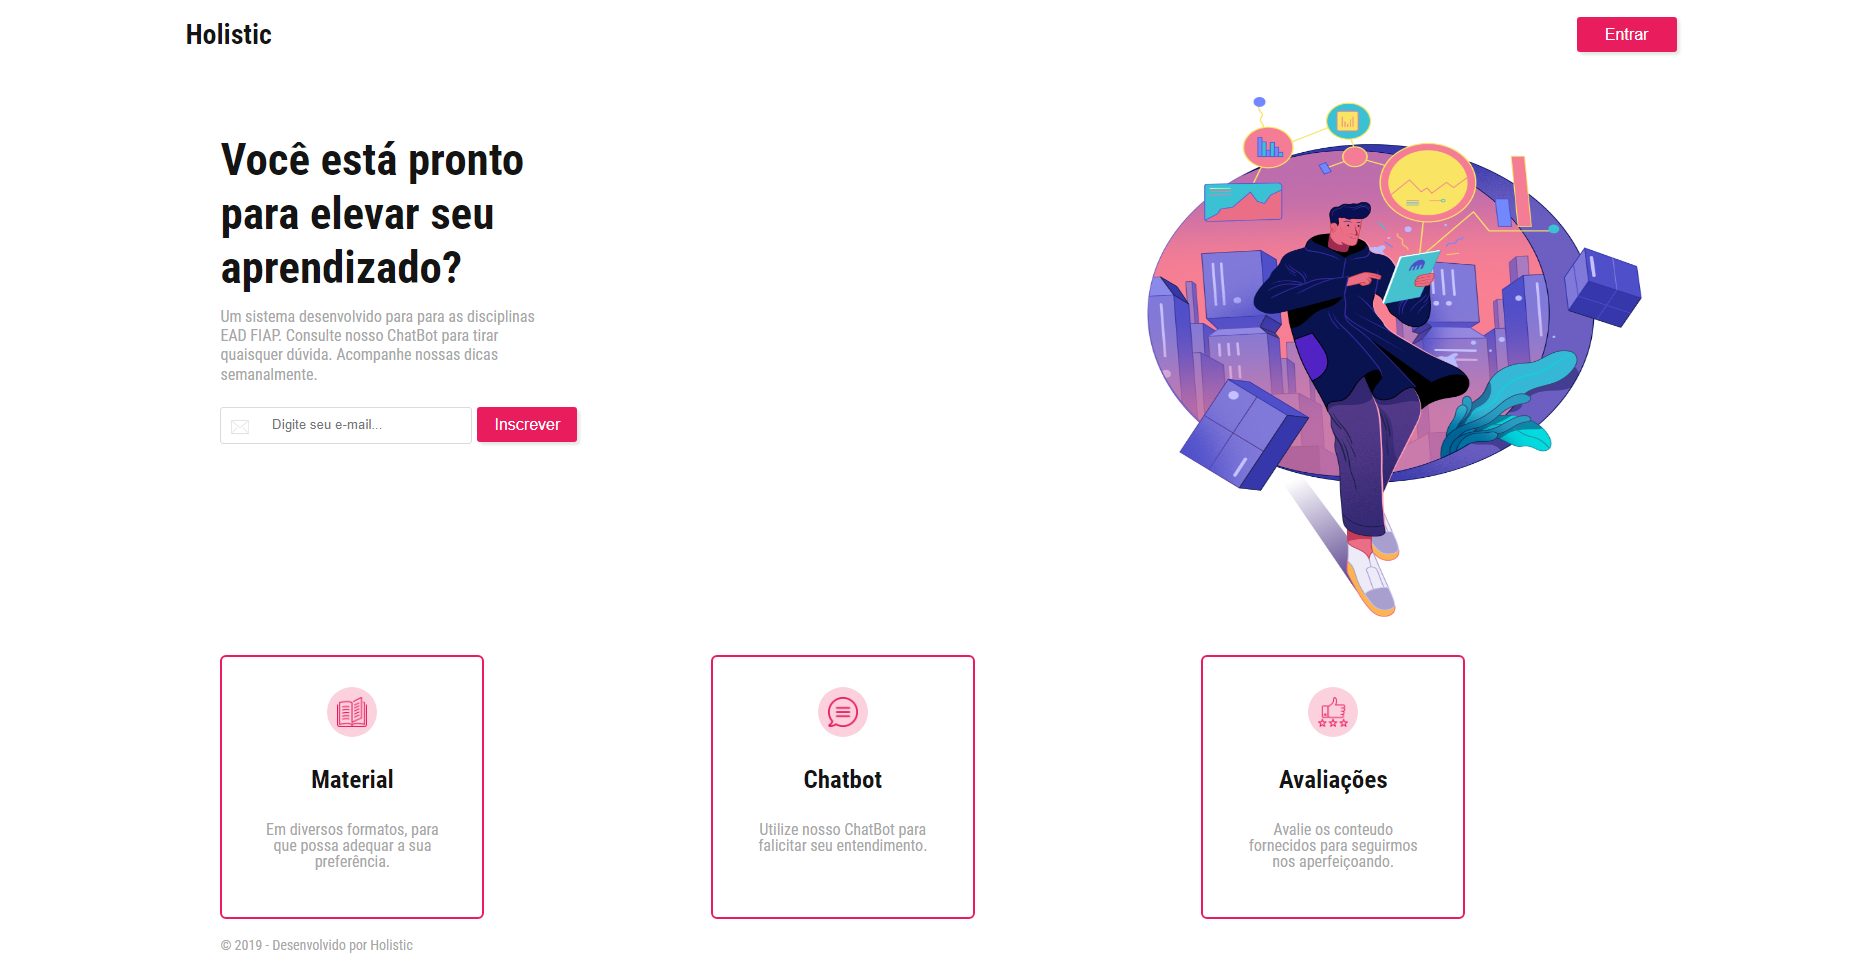 Holistic
Entrar
Você está pronto
para elevar seu
aprendizado?
Um sistema desenvolvido para para as disciplinas
EAD FIAP. Consulte nosso ChatBot para tirar
quaisquer dúvida. Acompanhe nossas dicas
semanalmente.
Digite seu e-mail...
Inscrever
Material
Em diversos formatos, para
que possa adequar a sua
preferência.
Chatbot
Utilize nosso ChatBot para
falicitar seu entendimento.
Avaliações
Avalie os conteudo
fornecidos para seguirmos
nos aperfeiçoando.
© 2019 - Desenvolvido por Holistic